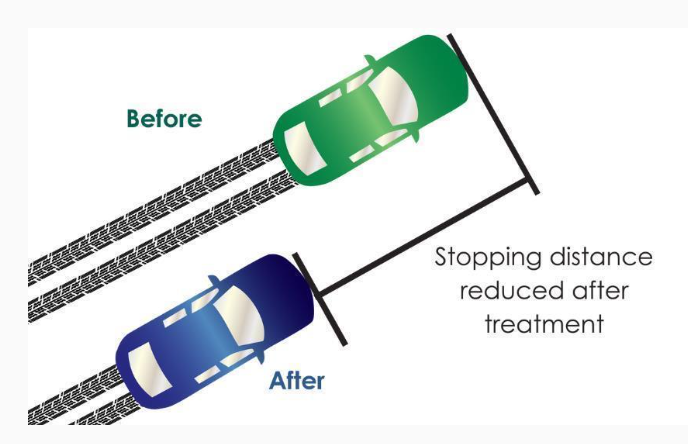 Before
Stopping distance
reduced after
treatment
After